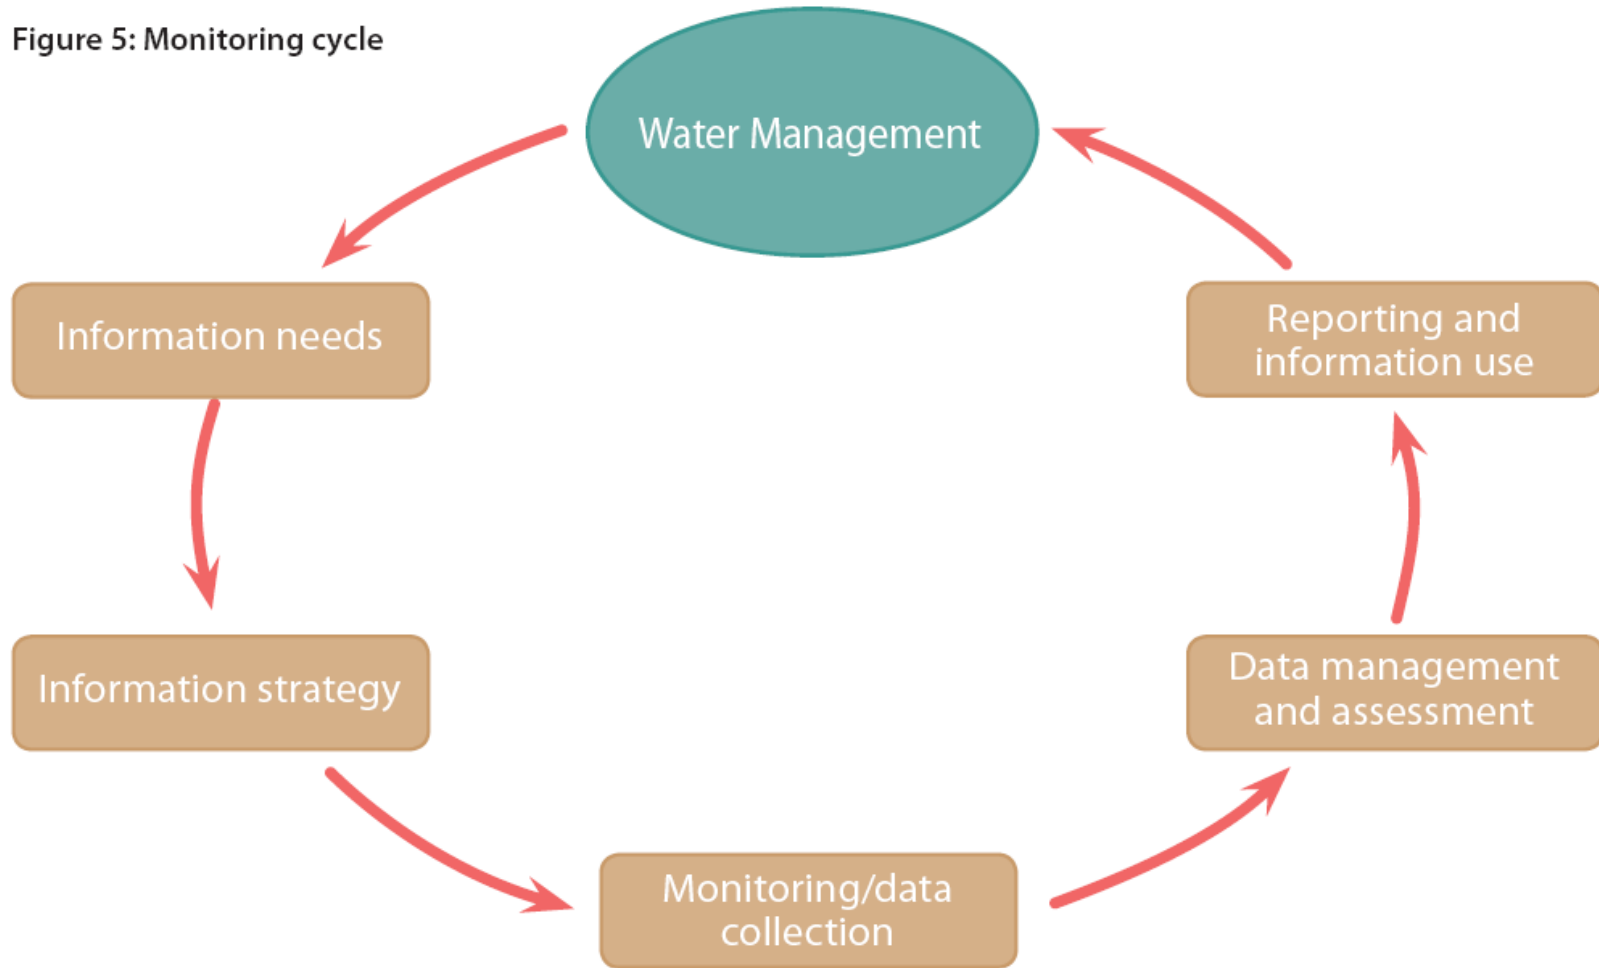 Figure 5: Monitoring cycle
Water Management
Information needs
Reporting and
information use
Information strategy
Data management
and assessment
Monitoring/data
collection